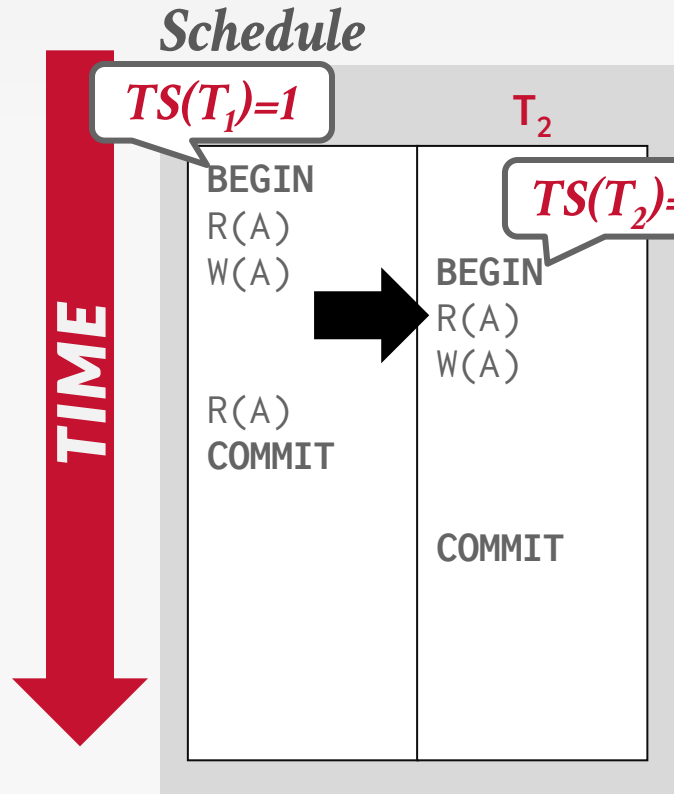 Schedule
TS(T1)=1
T2
TS(T2)=
BEGIN
R(A)
W(A)
BEGIN
R(A)
W(A)
R(A)
COMMIT
COMMIT
TIME